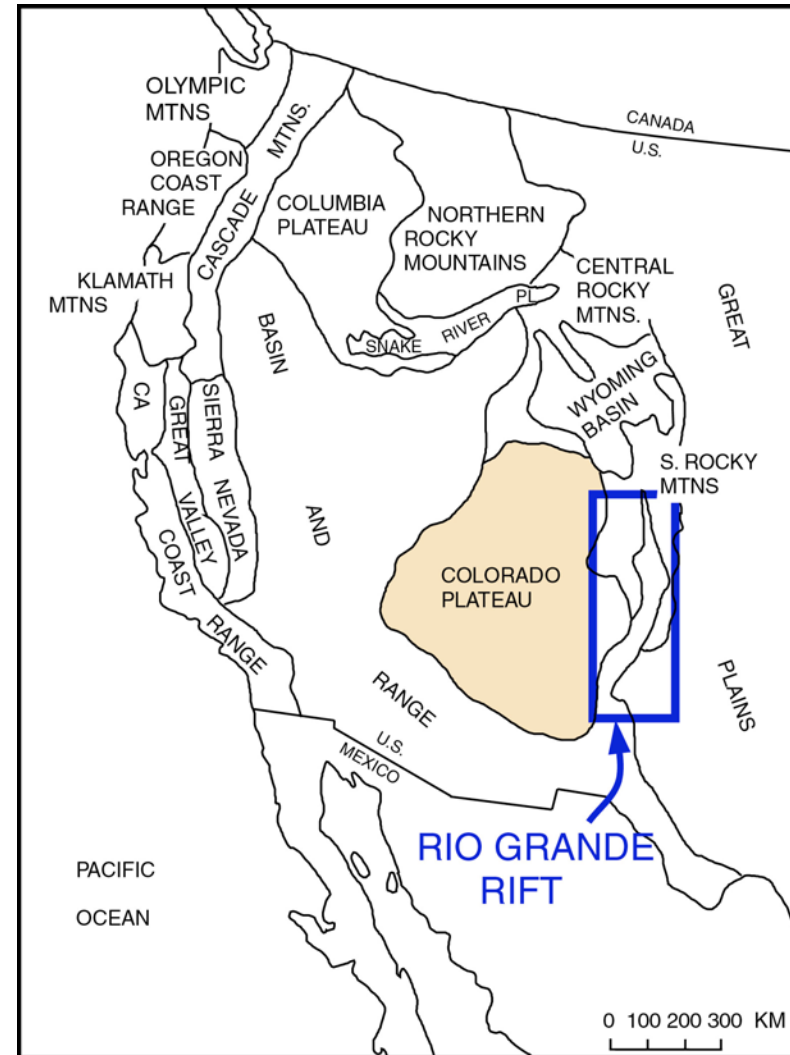 OLYMPIC
MTNS
CANADA
U.S.
OREGON
COAST
RANGE
CASCADE MTNS.
COLUMBIA
PLATEAU
NORTHERN
ROCKY
MOUNTAINS
KLAMATH
MTNS
CENTRAL
ROCKY
MTNS.
GREAT
PLAINS
SNAKE RIVER PL
BASIN
AND
RANGE
WYOMING
BASIN
CA
COAST
RANGE
GREAT
VALLEY
SIERRA
NEVADA
S. ROCKY
MTNS
COLORADO
PLATEAU
U.S.
MEXICO
RIO GRANDE
RIFT
PACIFIC
OCEAN
0 100 200 300 KM